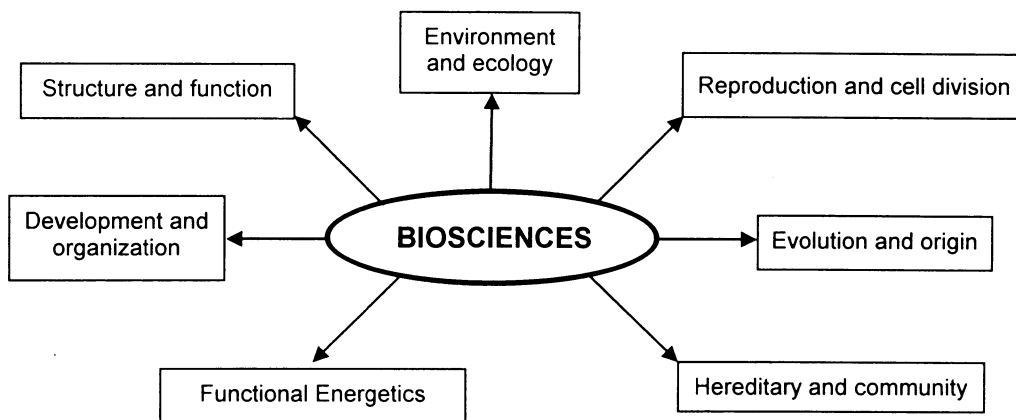 Environment
and ecology
Structure and function
Reproduction and cell division
Development and
organization
BIOSCIENCES
Evolution and origin
Functional Energetics
Hereditary and community